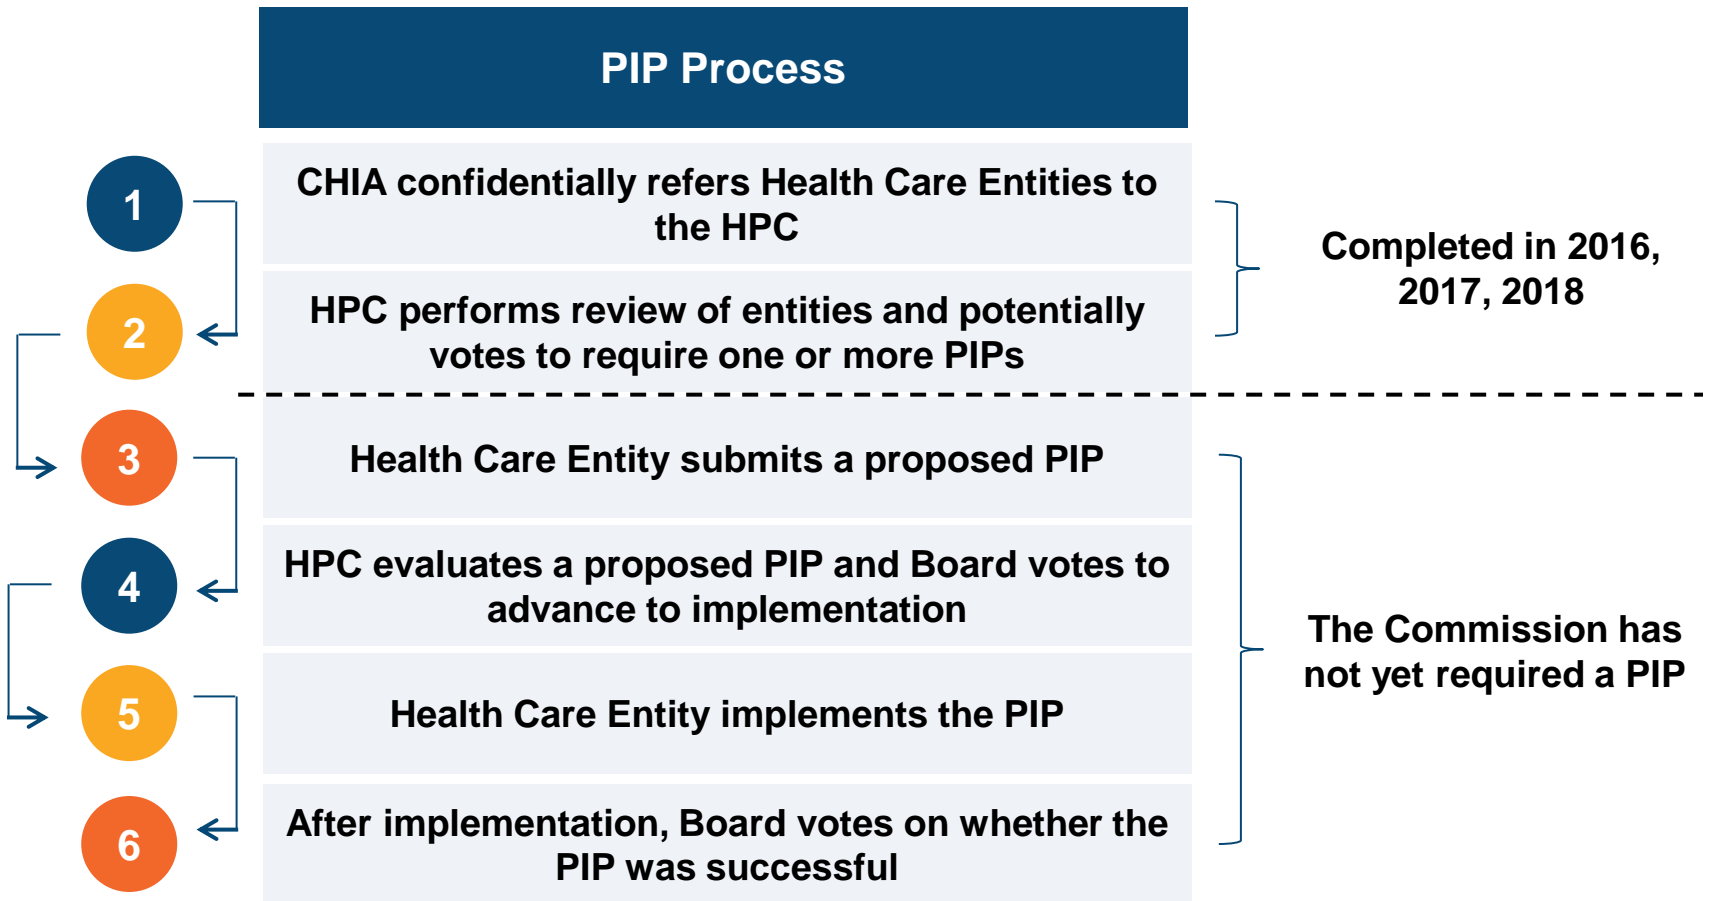 PIP Process
1
CHIA confidentially refers Health Care Entities to
the HPC
2
HPC performs review of entities and potentially
votes to require one or more PIPs
Completed in 2016,
2017, 2018
3
Health Care Entity submits a proposed PIP
4
HPC evaluates a proposed PIP and Board votes to
advance to implementation
5
Health Care Entity implements the PIP
6
After implementation, Board votes on whether the
PIP was successful
The Commission has
not yet required a PIP